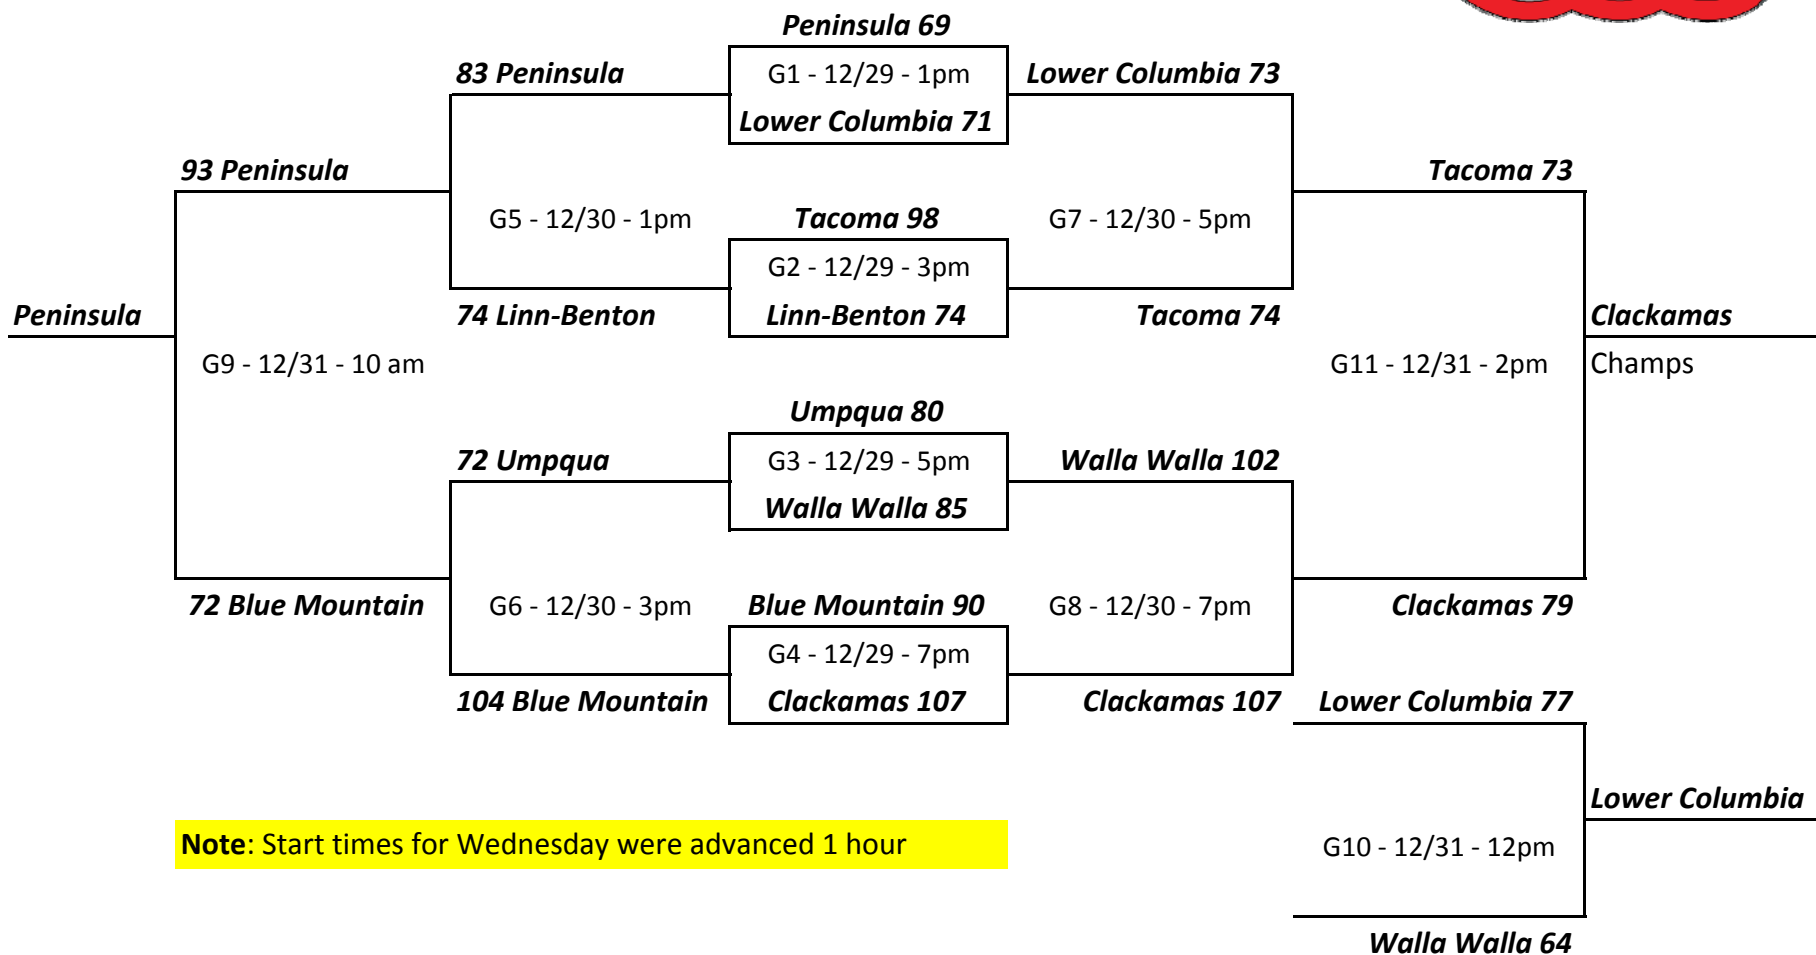 Peninsula 69
83 Peninsula
G1 - 12/29 - 1pm
Lower Columbia 73
Lower Columbia 71
93 Peninsula
Tacoma 73
G5 - 12/30 - 1pm
Tacoma 98
G7 - 12/30 - 5pm
G2 - 12/29 - 3pm
Peninsula
74 Linn-Benton
Linn-Benton 74
Tacoma 74
Clackamas
G9 - 12/31 - 10 am
G11 - 12/31 - 2pm
Champs
Umpqua 80
72 Umpqua
G3 - 12/29 - 5pm
Walla Walla 102
Walla Walla 85
72 Blue Mountain
G6 - 12/30 - 3pm
Blue Mountain 90
G8 - 12/30 - 7pm
Clackamas 79
G4 - 12/29 - 7pm
104 Blue Mountain
Clackamas 107
Clackamas 107
Lower Columbia 77
Lower Columbia
Note: Start times for Wednesday were advanced 1 hour
G10 - 12/31 - 12pm
Walla Walla 64